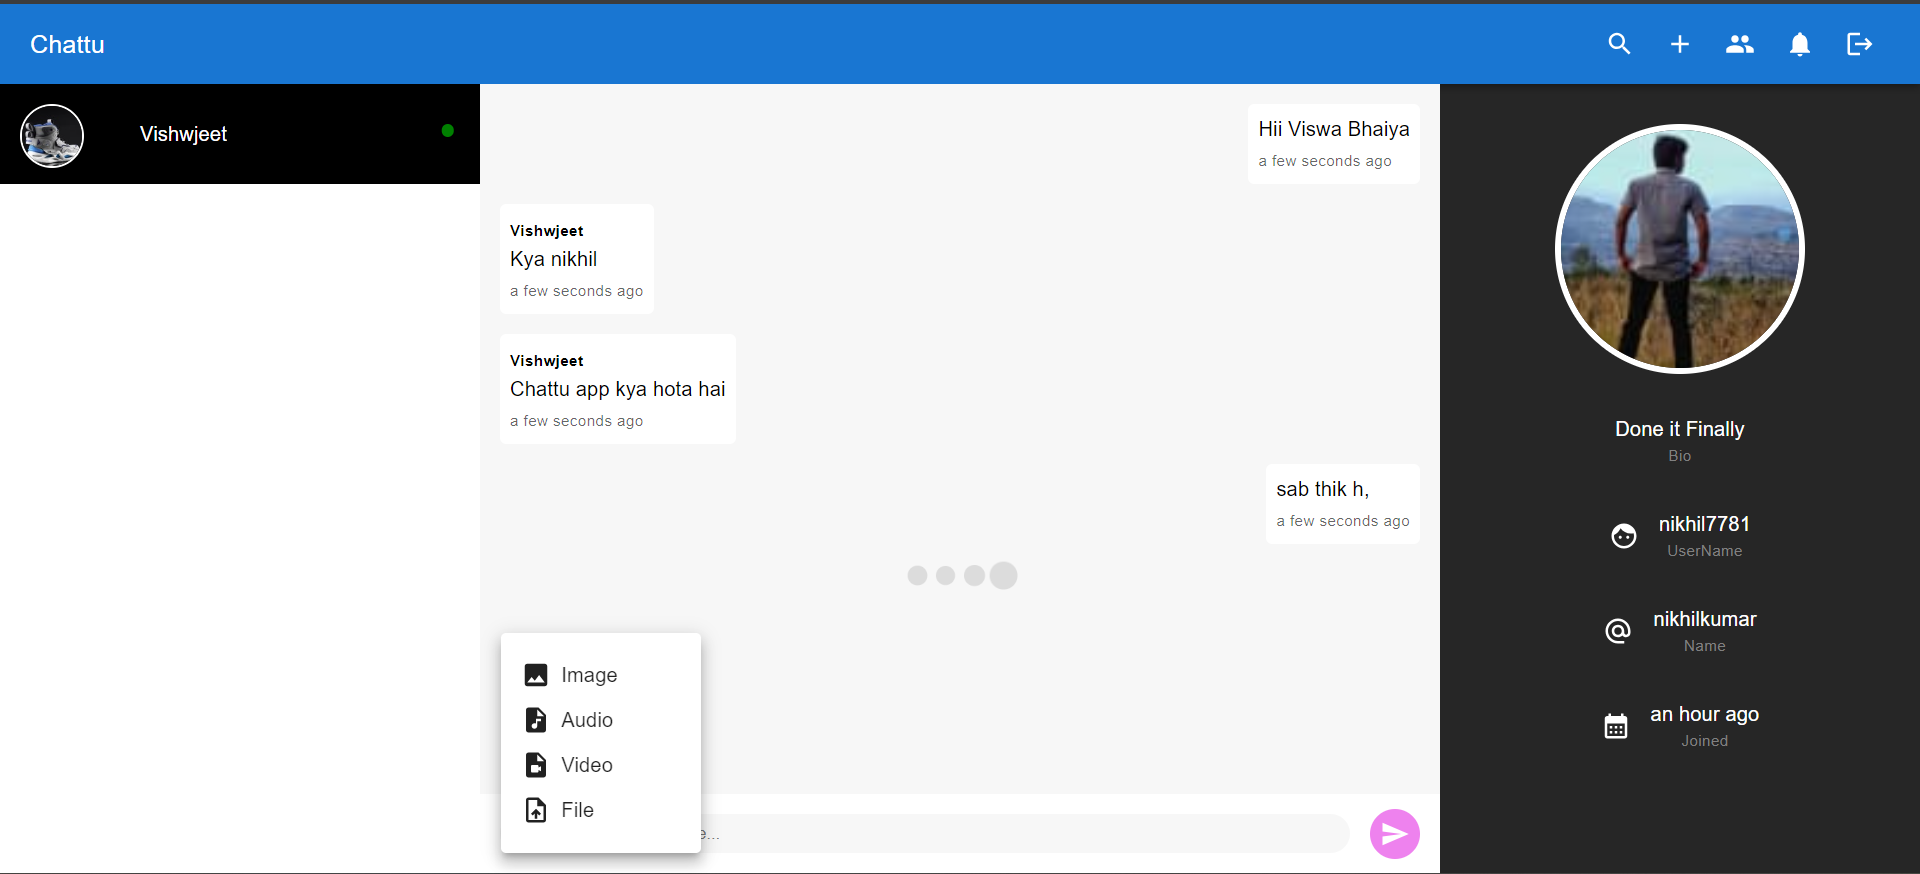 Chattu
Vishwjeet
Hii Viswa Bhaiya
a few seconds ago
Vishwjeet
Kya nikhil
a few seconds ago
Vishwjeet
Chattu app kya hota hai
a few seconds ago
sab thik h,
a few seconds ago
Image
Audio
Video
File
e...
Done it Finally
Bio
nikhil7781
UserName
nikhilkumar
Name
an hour ago
Joined